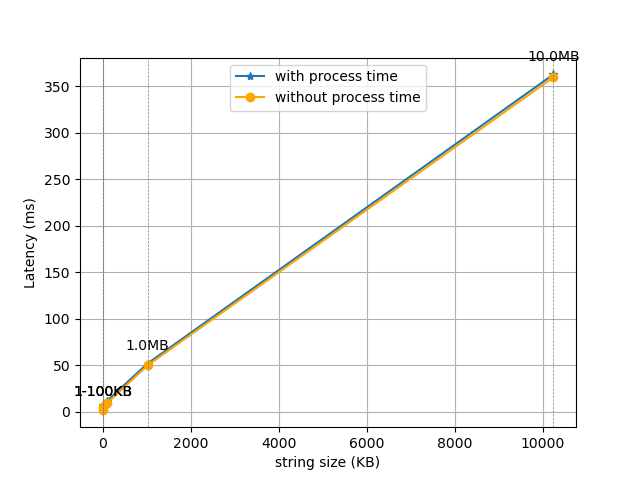 10.0MB
with process time
without process time
350
300
250
200
150
100
50
0
Latency (ms)
1.0MB
1-100KB
0
2000
4000
6000
8000
10000
string size (KB)